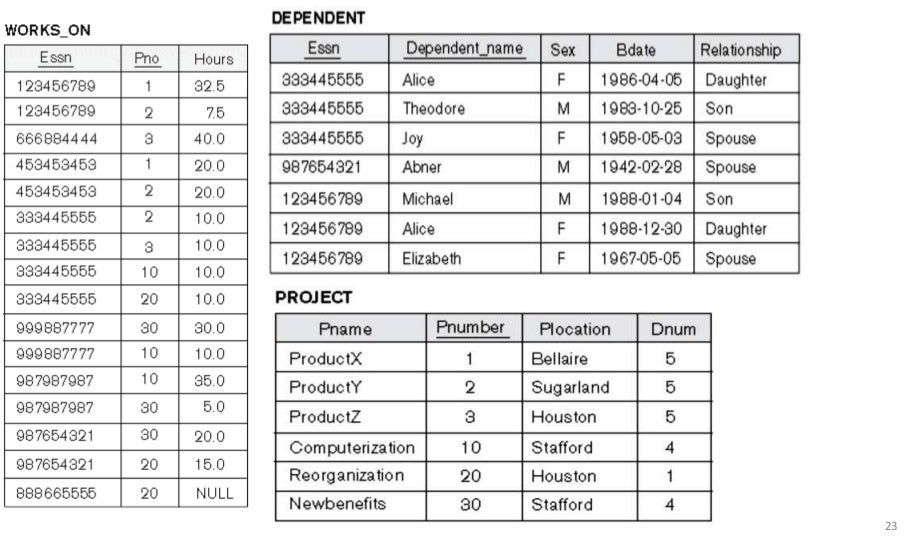 WORKS_ON
Essn Pno Hours
123456789 1 32.5
123456789 2 7.5
666884444 3 40.0
453453453 1 20.0
453453453 2 20.0
333445555 2 10.0
333445555 3 10.0
333445555 10 10.0
333445555 20 10.0
999887777 30 30.0
999887777 10 10.0
987987987 10 35.0
987987987 30 5.0
987654321 30 20.0
987654321 20 15.0
888665555 20 NULL
DEPENDENT
Essn Dependent_name Sex Bdate Relationship
333445555 Alice F 1986-04-05 Daughter
333445555 Theodore M 1983-10-25 Son
333445555 Joy F 1958-05-03 Spouse
987654321 Abner M 1942-02-28 Spouse
123456789 Michael M 1988-01-04 Son
123456789 Alice F 1988-12-30 Daughter
123456789 Elizabeth F 1967-05-05 Spouse
PROJECT
Pname Pnumber Plocation Dnum
ProductX 1 Bellaire 5
ProductY 2 Sugarland 5
ProductZ 3 Houston 5
Computerization 10 Stafford 4
Reorganization 20 Houston 1
Newbenefits 30 Stafford 4
23